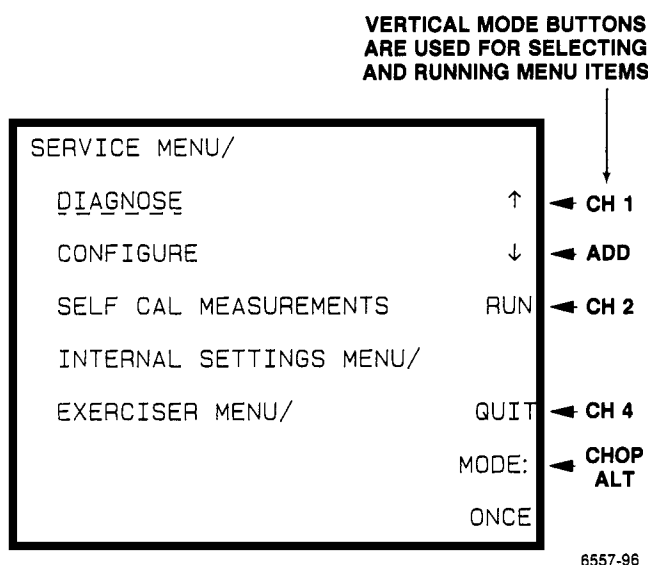 VERTICAL MODE BUTTONS
ARE USED FOR SELECTING
AND RUNNING MENU ITEMS
SERVICE MENU/
DIAGNOSE ↑ CH 1
CONFIGURE ↓ ADD
SELF CAL MEASUREMENTS RUN CH 2
INTERNAL SETTINGS MENU/
EXERCISER MENU/ QUIT CH 4
MODE: CHOP
ALT
ONCE
6557-96